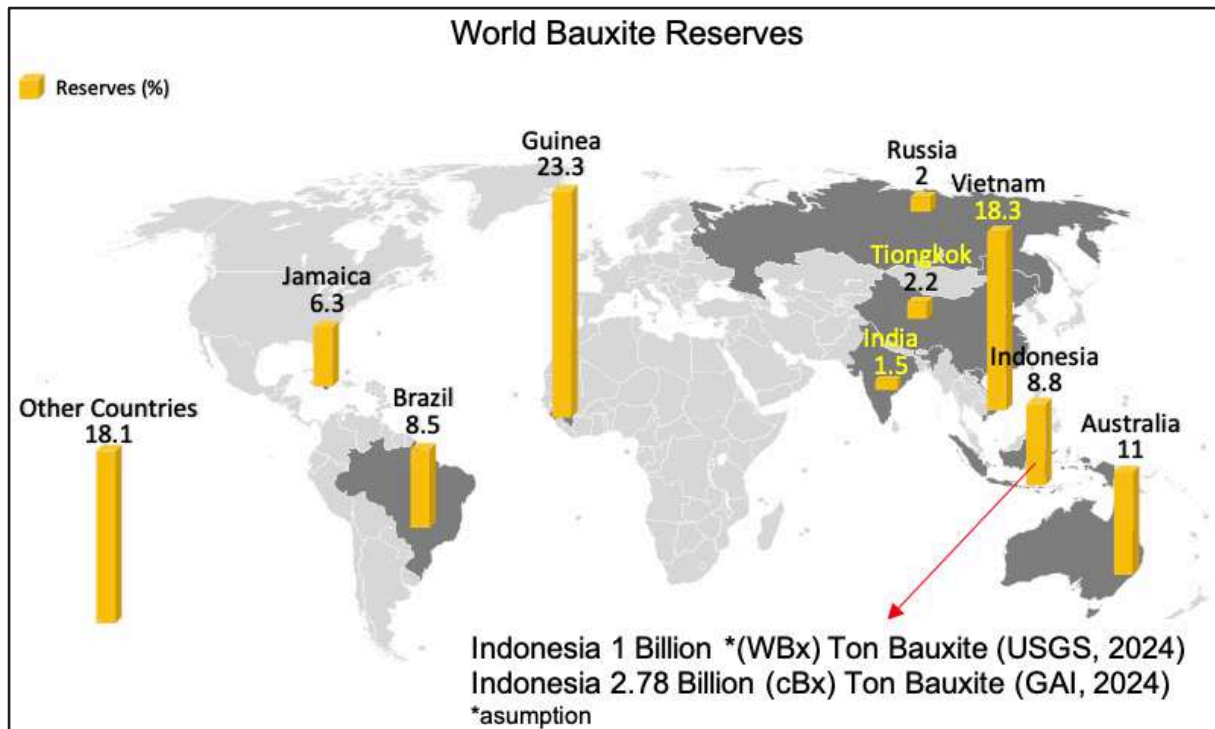 World Bauxite Reserves
Reserves (%)
Guinea
23.3
Russia
2
Vietnam
18.3
Tiongkok
2.2
Jamaica
6.3
India
1.5
Indonesia
8.8
Other Countries
18.1
Brazil
8.5
Australia
11
Indonesia 1 Billion *(WBx) Ton Bauxite (USGS, 2024)
Indonesia 2.78 Billion (cBx) Ton Bauxite (GAI, 2024)
*asumption